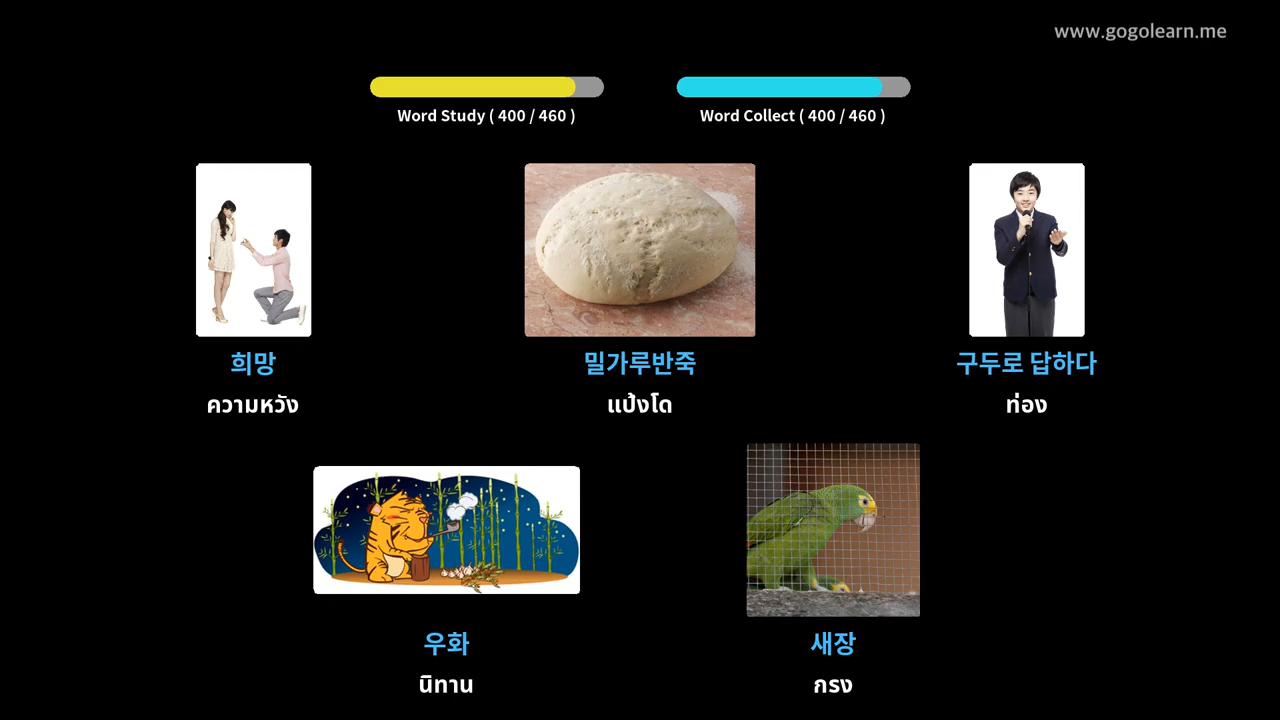 www.gogolearn.me
Word Study ( 400 / 460 )
Word Collect ( 400 / 460 )
희망
밀가루반죽
구두로 답하다
ความหวัง
แป้งโด
ท่อง
우화
새장
นิทาน
กรง